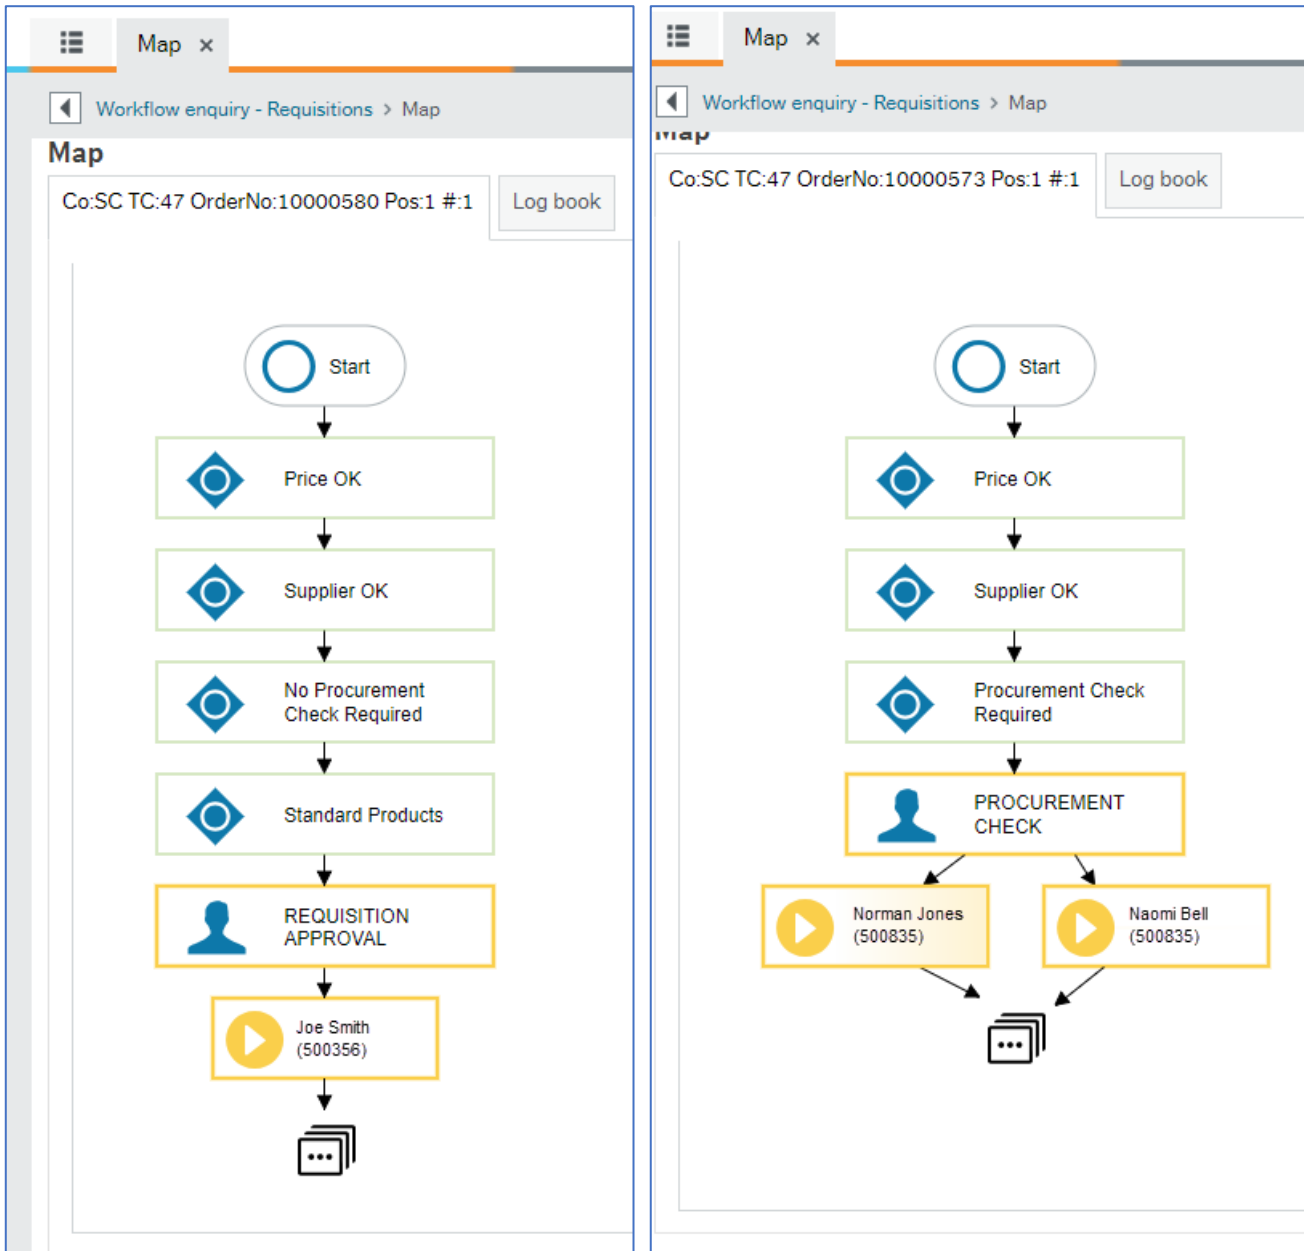 Map ×
Workflow enquiry - Requisitions > Map
Map
Co:SC TC:47 OrderNo:10000580 Pos:1 #:1
Log book
Start
Price OK
Supplier OK
No Procurement
Check Required
Standard Products
REQUISITION
APPROVAL
Joe Smith
(500356)
Map ×
Workflow enquiry - Requisitions > Map
Map
Co:SC TC:47 OrderNo:10000573 Pos:1 #:1
Log book
Start
Price OK
Supplier OK
Procurement Check
Required
PROCUREMENT
CHECK
Norman Jones
(500835)
Naomi Bell
(500835)